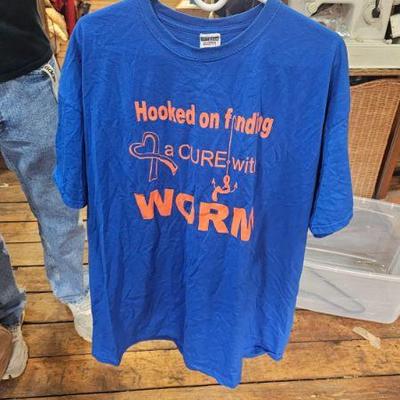 Hooked on finding
a CURE with
WORM